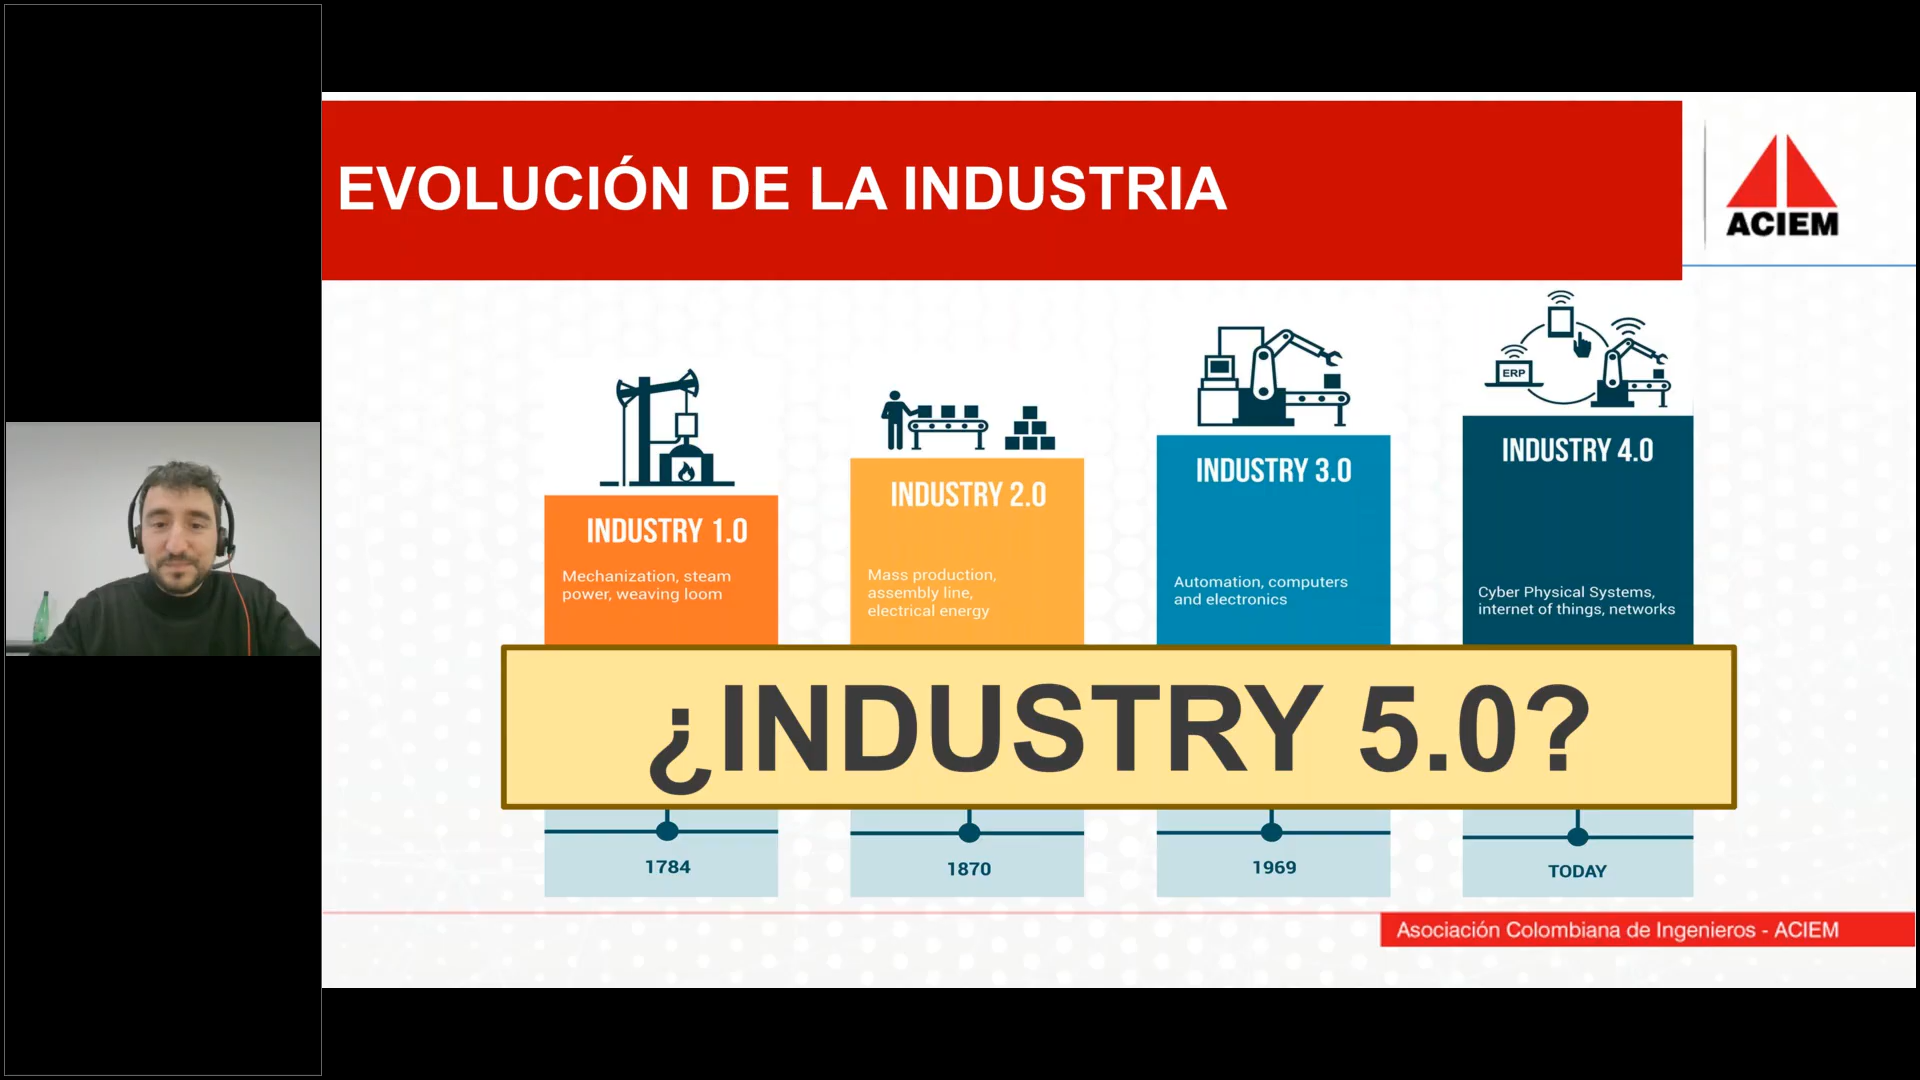 EVOLUCIÓN DE LA INDUSTRIA
ACIEM
ERP
INDUSTRY 1.0
Mechanization, steam
power, weaving loom
INDUSTRY 2.0
Mass production,
assembly line,
electrical energy
INDUSTRY 3.0
Automation, computers
and electronics
INDUSTRY 4.0
Cyber Physical Systems,
internet of things, networks
¿INDUSTRY 5.0?
1784
1870
1969
TODAY
Asociación Colombiana de Ingenieros - ACIEM